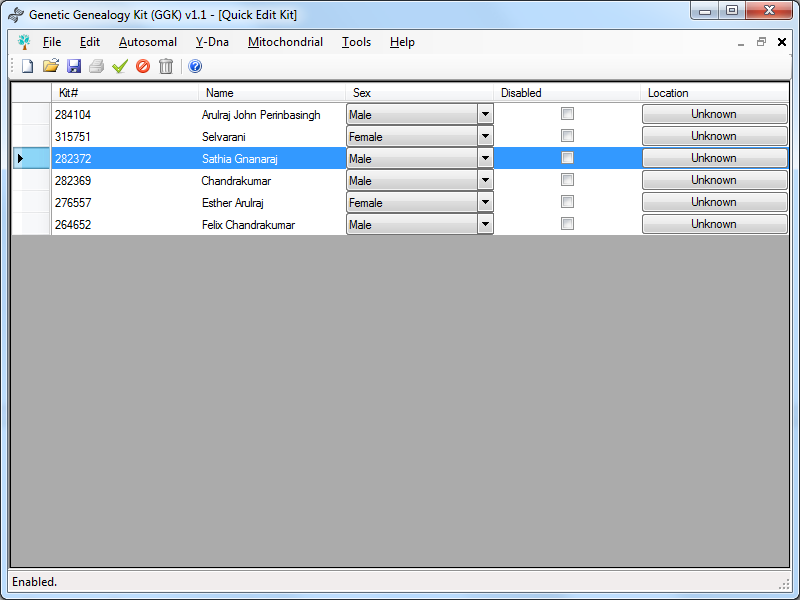 Genetic Genealogy Kit (GGK) v1.1 - [Quick Edit Kit]
File Edit Autosomal Y-Dna Mitochondrial Tools Help
Kit# Name Sex Disabled Location
284104 Arulraj John Perinbasingh Male Unknown
315751 Selvarani Female Unknown
282372 Sathia Gnanaraj Male Unknown
282369 Chandrakumar Male Unknown
276557 Esther Arulraj Female Unknown
264652 Felix Chandrakumar Male Unknown
Enabled.